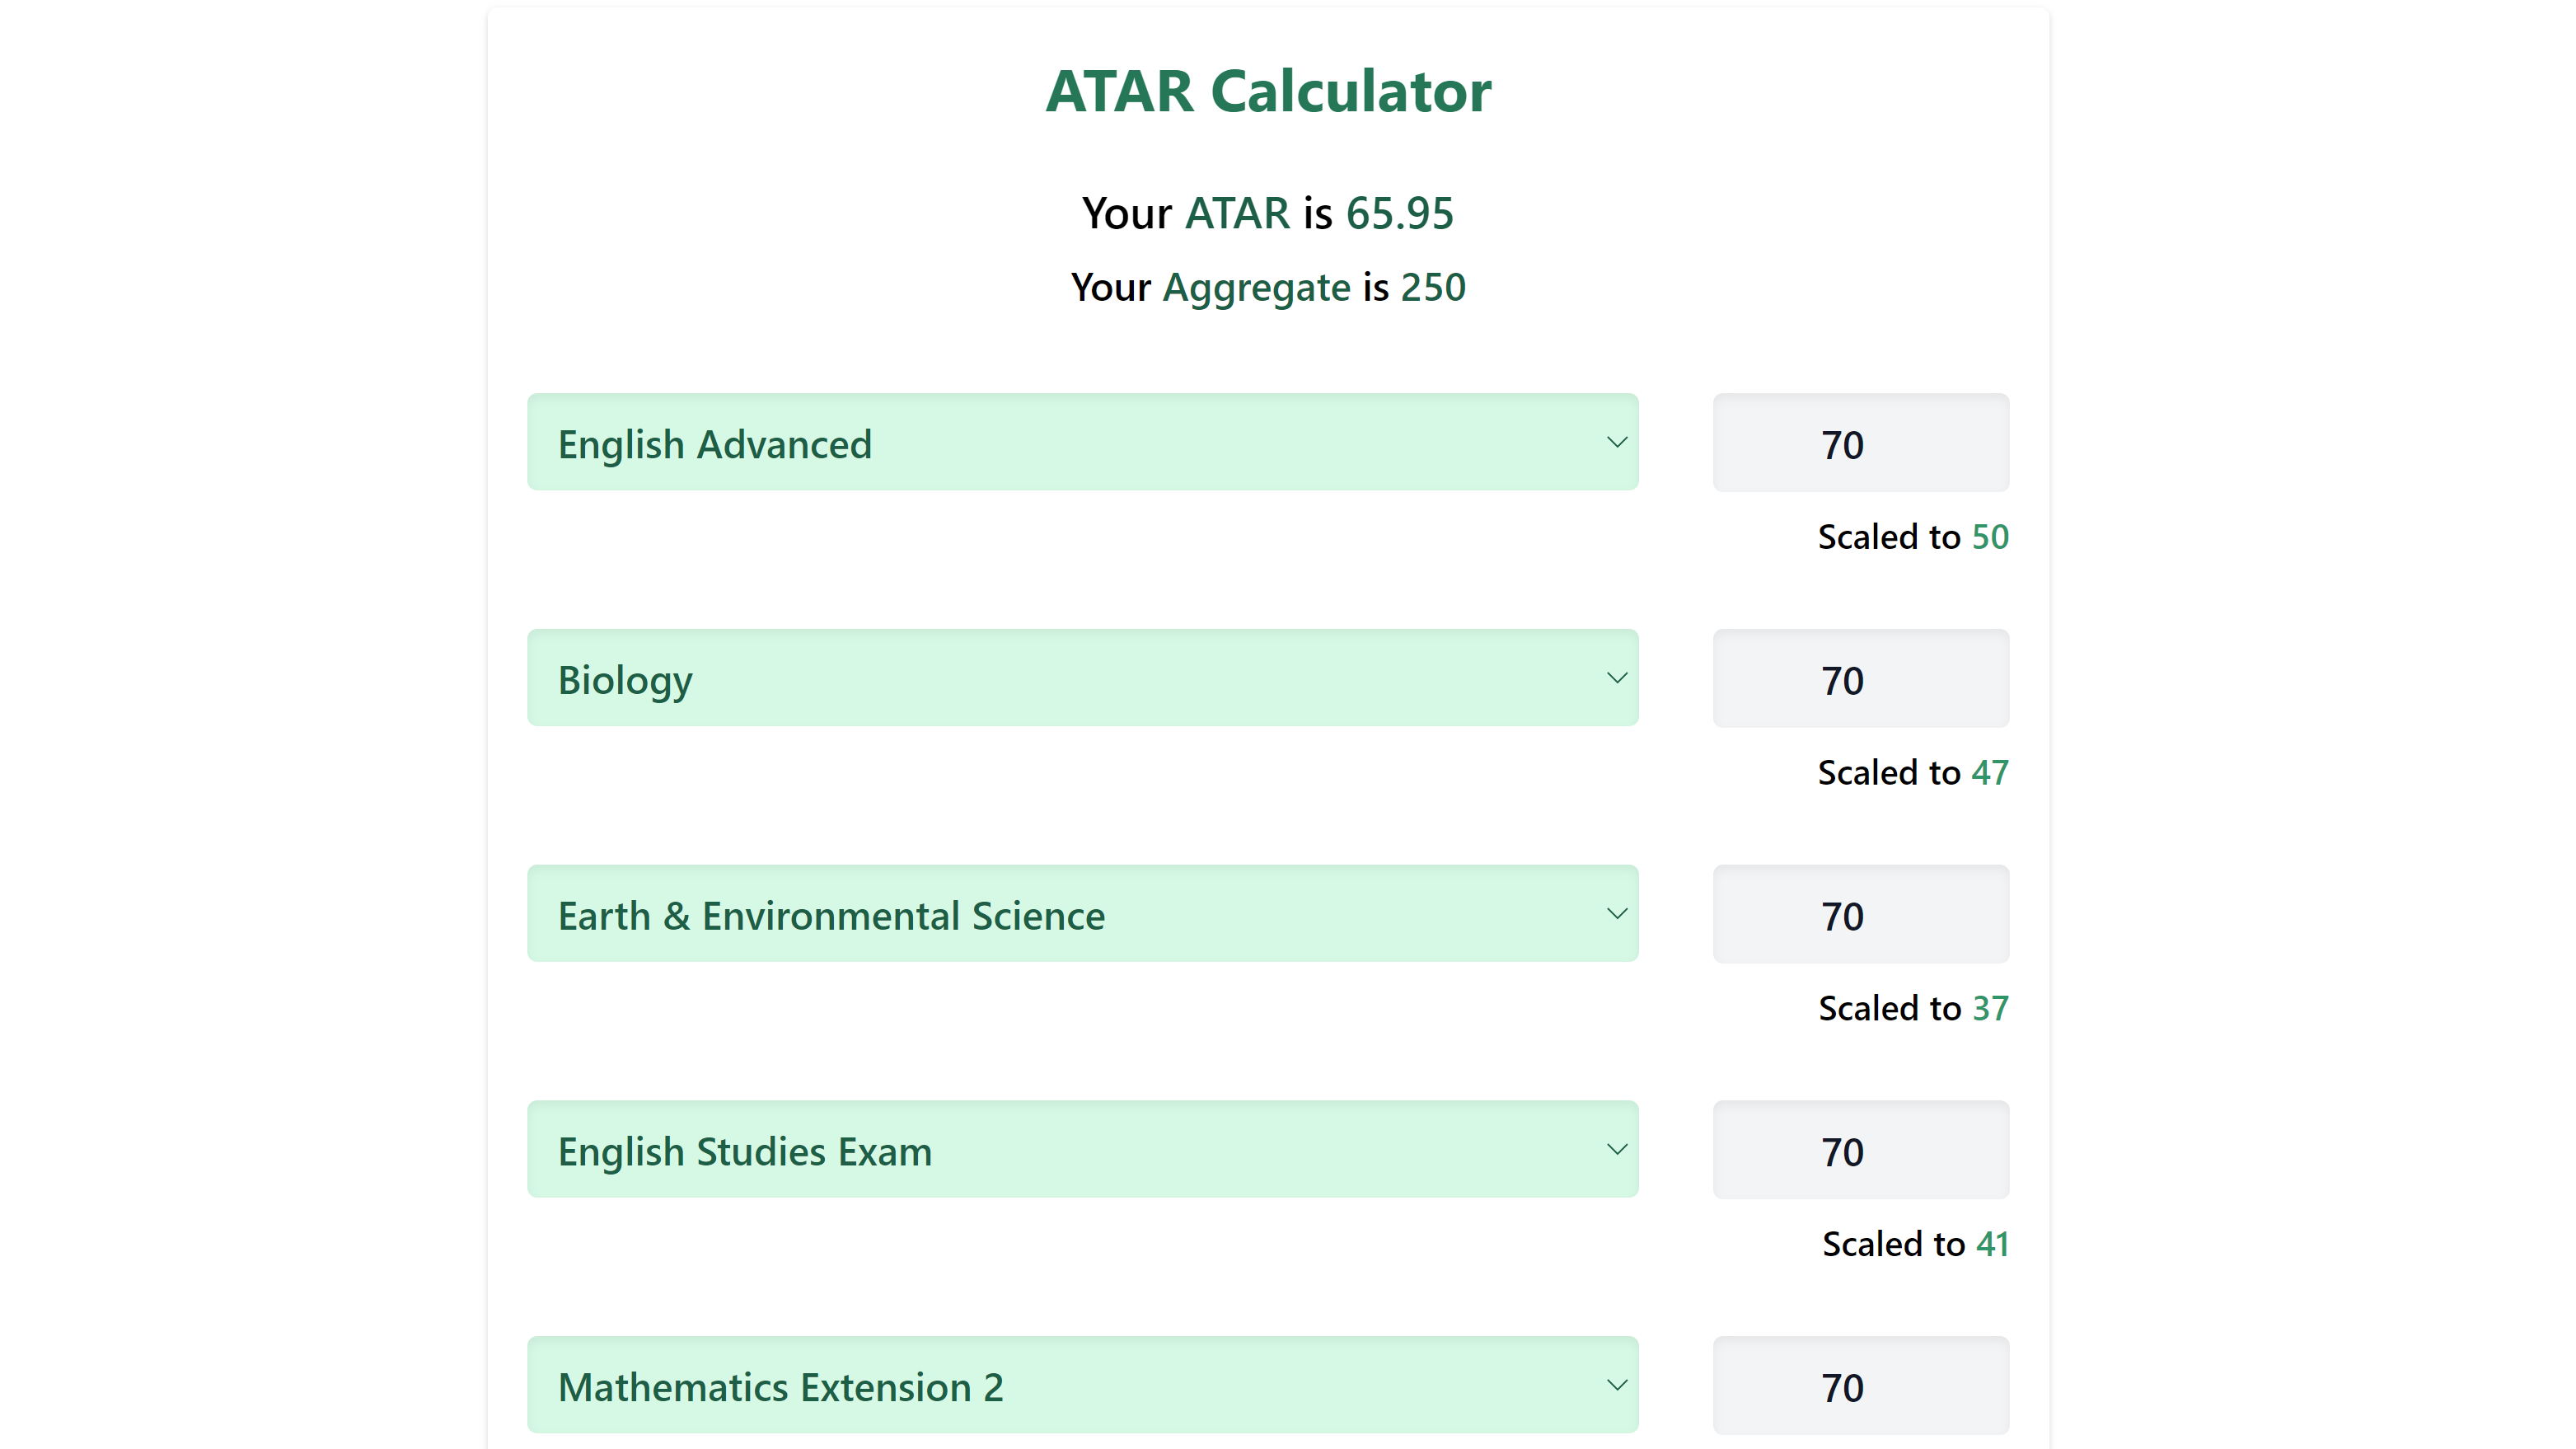 ATAR Calculator
Your ATAR is 65.95
Your Aggregate is 250
English Advanced
70
Scaled to 50
Biology
70
Scaled to 47
Earth & Environmental Science
70
Scaled to 37
English Studies Exam
70
Scaled to 41
Mathematics Extension 2
70